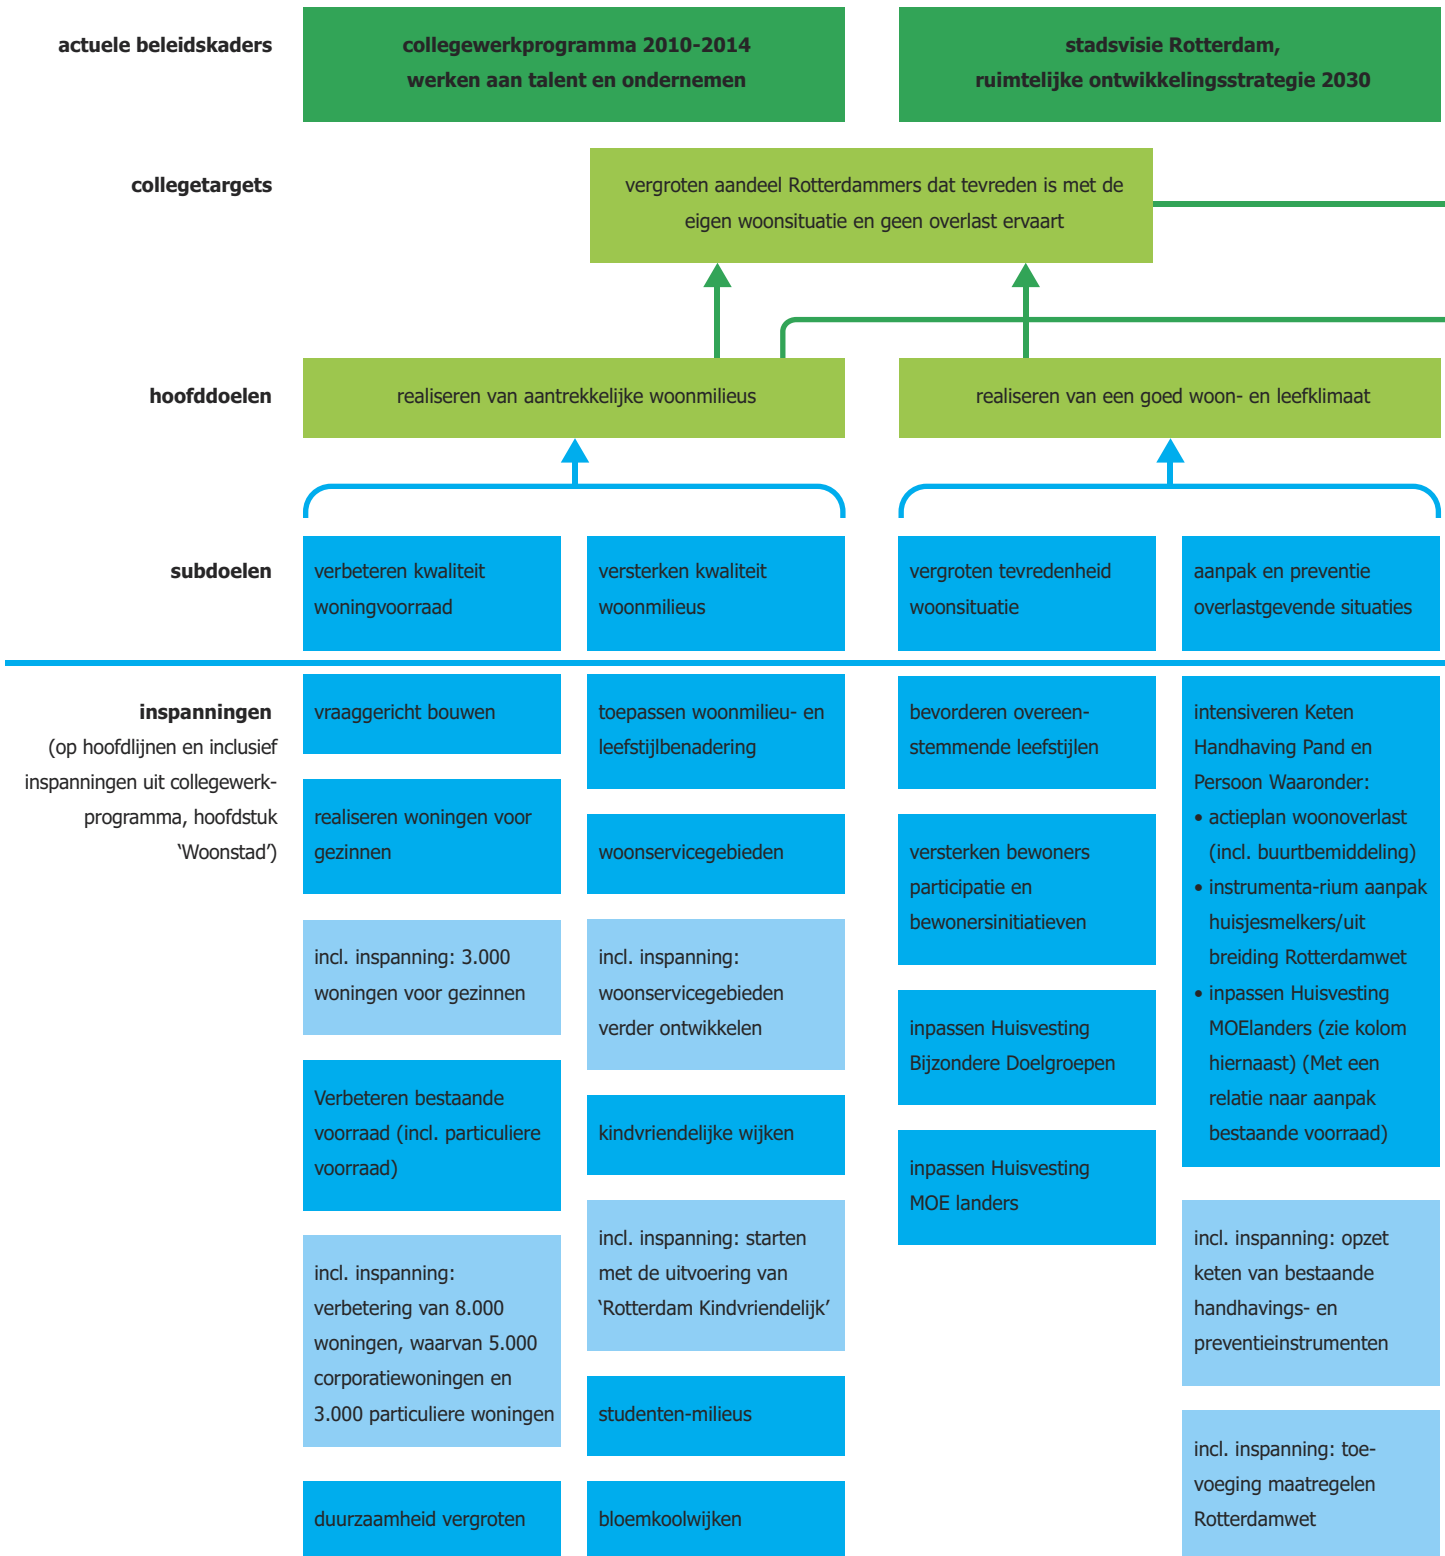 actuele beleidskaders
collegewerkprogramma 2010-2014
werken aan talent en ondernemen
stadsvisie Rotterdam,
ruimtelijke ontwikkelingsstrategie 2030
collegetargets
vergroten aandeel Rotterdammers dat tevreden is met de
eigen woonsituatie en geen overlast ervaart
hoofddoelen
realiseren van aantrekkelijke woonmilieus
realiseren van een goed woon- en leefklimaat
subdoelen
verbeteren kwaliteit
woningvoorraad
versterken kwaliteit
woonmilieus
vergroten tevredenheid
woonsituatie
aanpak en preventie
overlastgevende situaties
inspanningen
(op hoofdlijnen en inclusief
inspanningen uit collegewerk-
programma, hoofdstuk
‘Woonstad’)
vraaggericht bouwen
realiseren woningen voor
gezinnen
incl. inspanning: 3.000
woningen voor gezinnen
Verbeteren bestaande
voorraad (incl. particuliere
voorraad)
incl. inspanning:
verbetering van 8.000
woningen, waarvan 5.000
corporatiewoningen en
3.000 particuliere woningen
duurzaamheid vergroten
toepassen woonmilieu- en
leefstijlbenadering
woonservicegebieden
incl. inspanning:
woonservicegebieden
verder ontwikkelen
kindvriendelijke wijken
incl. inspanning: starten
met de uitvoering van
‘Rotterdam Kindvriendelijk’
studenten-milieus
bloemkoolwijken
bevorderen overeen-
stemmende leefstijlen
versterken bewoners
participatie en
bewonersinitiatieven
inpassen Huisvesting
Bijzondere Doelgroepen
inpassen Huisvesting
MOE landers
intensiveren Keten
Handhaving Pand en
Persoon Waaronder:
• actieplan woonoverlast
(incl. buurtbemiddeling)
• instrumenta-rium aanpak
huisjesmelkers/uit
breiding Rotterdamwet
• inpassen Huisvesting
MOElanders (zie kolom
hiernaast) (Met een
relatie naar aanpak
bestaande voorraad)
incl. inspanning: opzet
keten van bestaande
handhavings- en
preventieinstrumenten
incl. inspanning: toe-
voeging maatregelen
Rotterdamwet